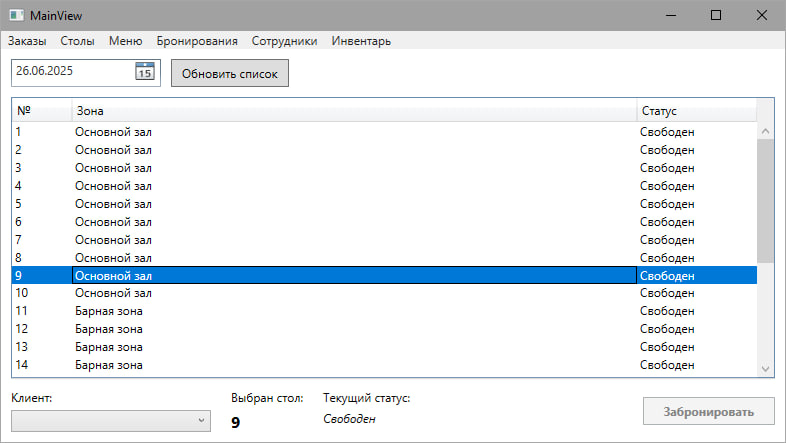 MainView
Заказы Столы Меню Бронирования Сотрудники Инвентарь
26.06.2025 15 Обновить список
№ Зона Статус
1 Основной зал Свободен
2 Основной зал Свободен
3 Основной зал Свободен
4 Основной зал Свободен
5 Основной зал Свободен
6 Основной зал Свободен
7 Основной зал Свободен
8 Основной зал Свободен
9 Основной зал Свободен
10 Основной зал Свободен
11 Барная зона Свободен
12 Барная зона Свободен
13 Барная зона Свободен
14 Барная зона Свободен
Клиент: Выбран стол: Текущий статус:
9 Свободен Забронировать